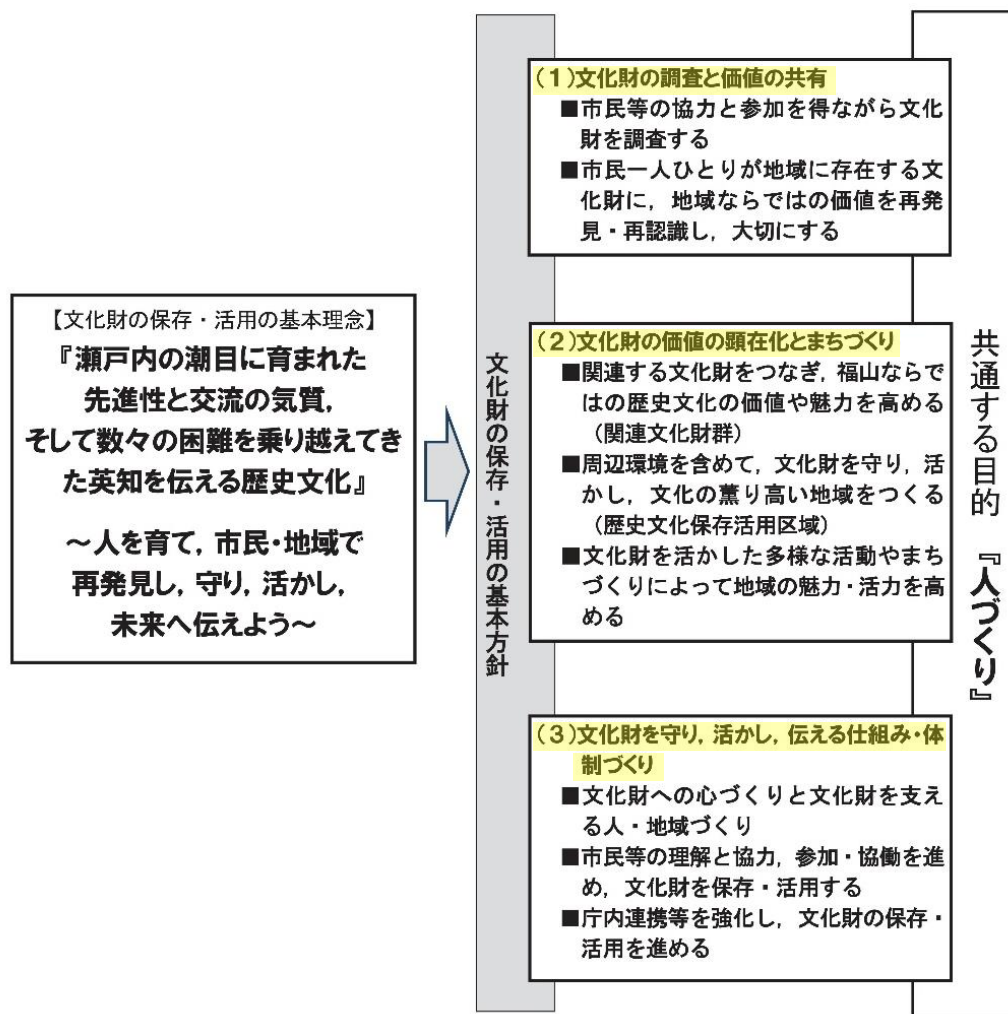 【文化財の保存・活用の基本理念】
『瀬戸内の潮目に育まれた
先進性と交流の気質，
そして数々の困難を乗り越えてき
た英知を伝える歴史文化』
～人を育て，市民・地域で
再発見し，守り，活かし，
未来へ伝えよう～
文化財の保存・活用の基本方針
（１）文化財の調査と価値の共有
■市民等の協力と参加を得ながら文化
財を調査する
■市民一人ひとりが地域に存在する文
化財に，地域ならではの価値を再発
見・再認識し，大切にする
（２）文化財の価値の顕在化とまちづくり
■関連する文化財をつなぎ，福山ならで
はの歴史文化の価値や魅力を高める
（関連文化財群）
■周辺環境を含めて，文化財を守り，活
かし，文化の薫り高い地域をつくる
（歴史文化保存活用区域）
■文化財を活かした多様な活動やまち
づくりによって地域の魅力・活力を高
める
（３）文化財を守り，活かし，伝える仕組み・体
制づくり
■文化財への心づくりと文化財を支え
る人・地域づくり
■市民等の理解と協力，参加・協働を進
め，文化財を保存・活用する
■庁内連携等を強化し，文化財の保存・
活用を進める
共通する目的 『人づくり』